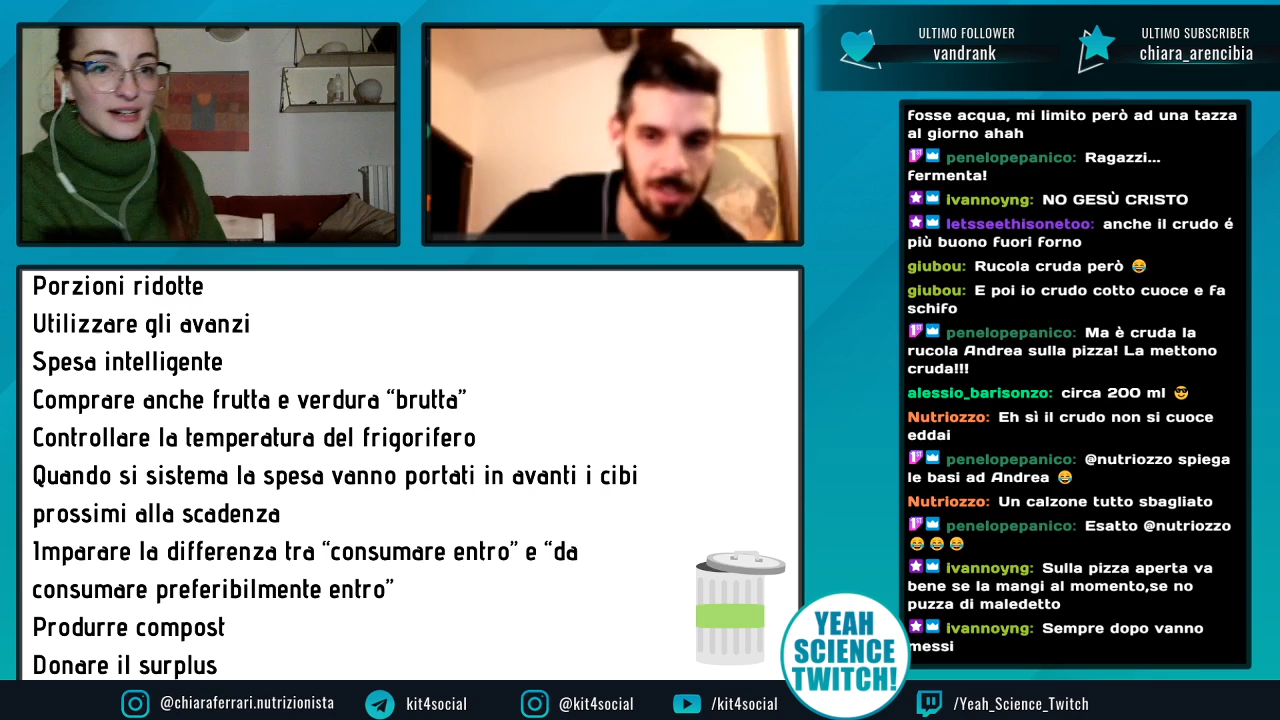 ULTIMO FOLLOWER
vandrank
ULTIMO SUBSCRIBER
chiara_arencibia
Porzioni ridotte
Utilizzare gli avanzi
Spesa intelligente
Comprare anche frutta e verdura “brutta”
Controllare la temperatura del frigorifero
Quando si sistema la spesa vanno portati in avanti i cibi
prossimi alla scadenza
Imparare la differenza tra “consumare entro” e “da
consumare preferibilmente entro”
Produrre compost
Donare il surplus
fosse acqua, mi limito però ad una tazza
al giorno ahah
1ST penelopepanico: Ragazzi...
fermenta!
ivannoyng: NO GESÙ CRISTO
letsseethisonetoo: anche il crudo é
più buono fuori forno
giubou: Rucola cruda però 😂
giubou: E poi io crudo cotto cuoce e fa
schifo
1ST penelopepanico: Ma è cruda la
rucola Andrea sulla pizza! La mettono
cruda!!!
alessio_barisonzo: circa 200 ml 😎
Nutriozzo: Eh sì il crudo non si cuoce
eddai
1ST penelopepanico: @nutriozzo spiega
le basi ad Andrea 😂
Nutriozzo: Un calzone tutto sbagliato
1ST penelopepanico: Esatto @nutriozzo
😂 😂 😂
ivannoyng: Sulla pizza aperta va
bene se la mangi al momento,se no
puzza di maledetto
ivannoyng: Sempre dopo vanno
messi
YEAH
SCIENCE
TWITCH!
@chiaraferrari.nutrizionista
kit4social
@kit4social
/kit4social
/Yeah_Science_Twitch